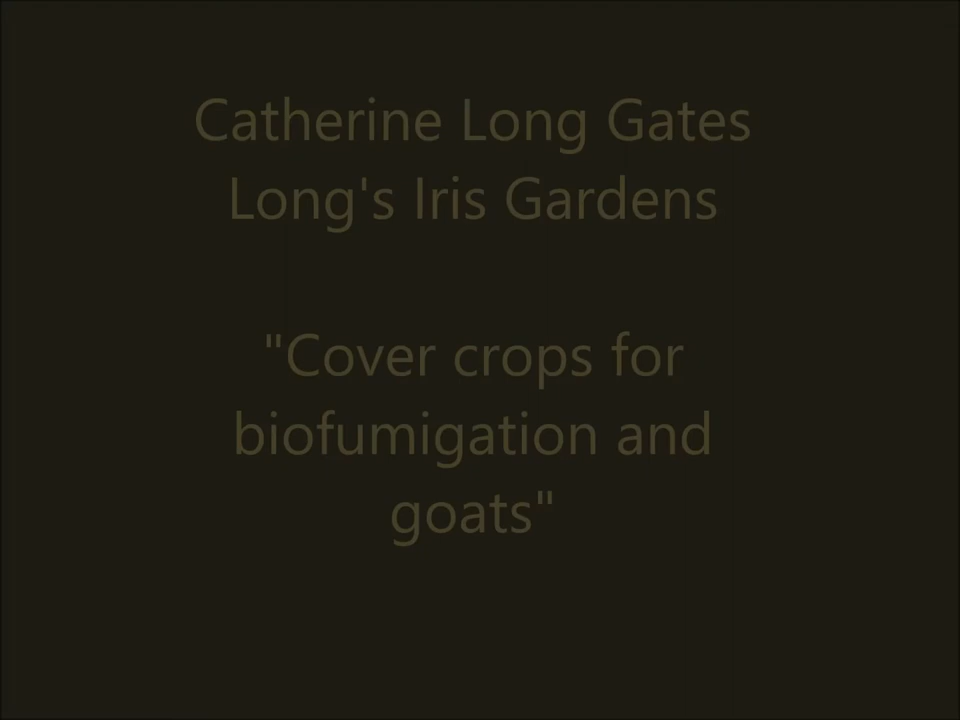 Catherine Long Gates
Long's Iris Gardens
"Cover crops for
biofumigation and
goats"